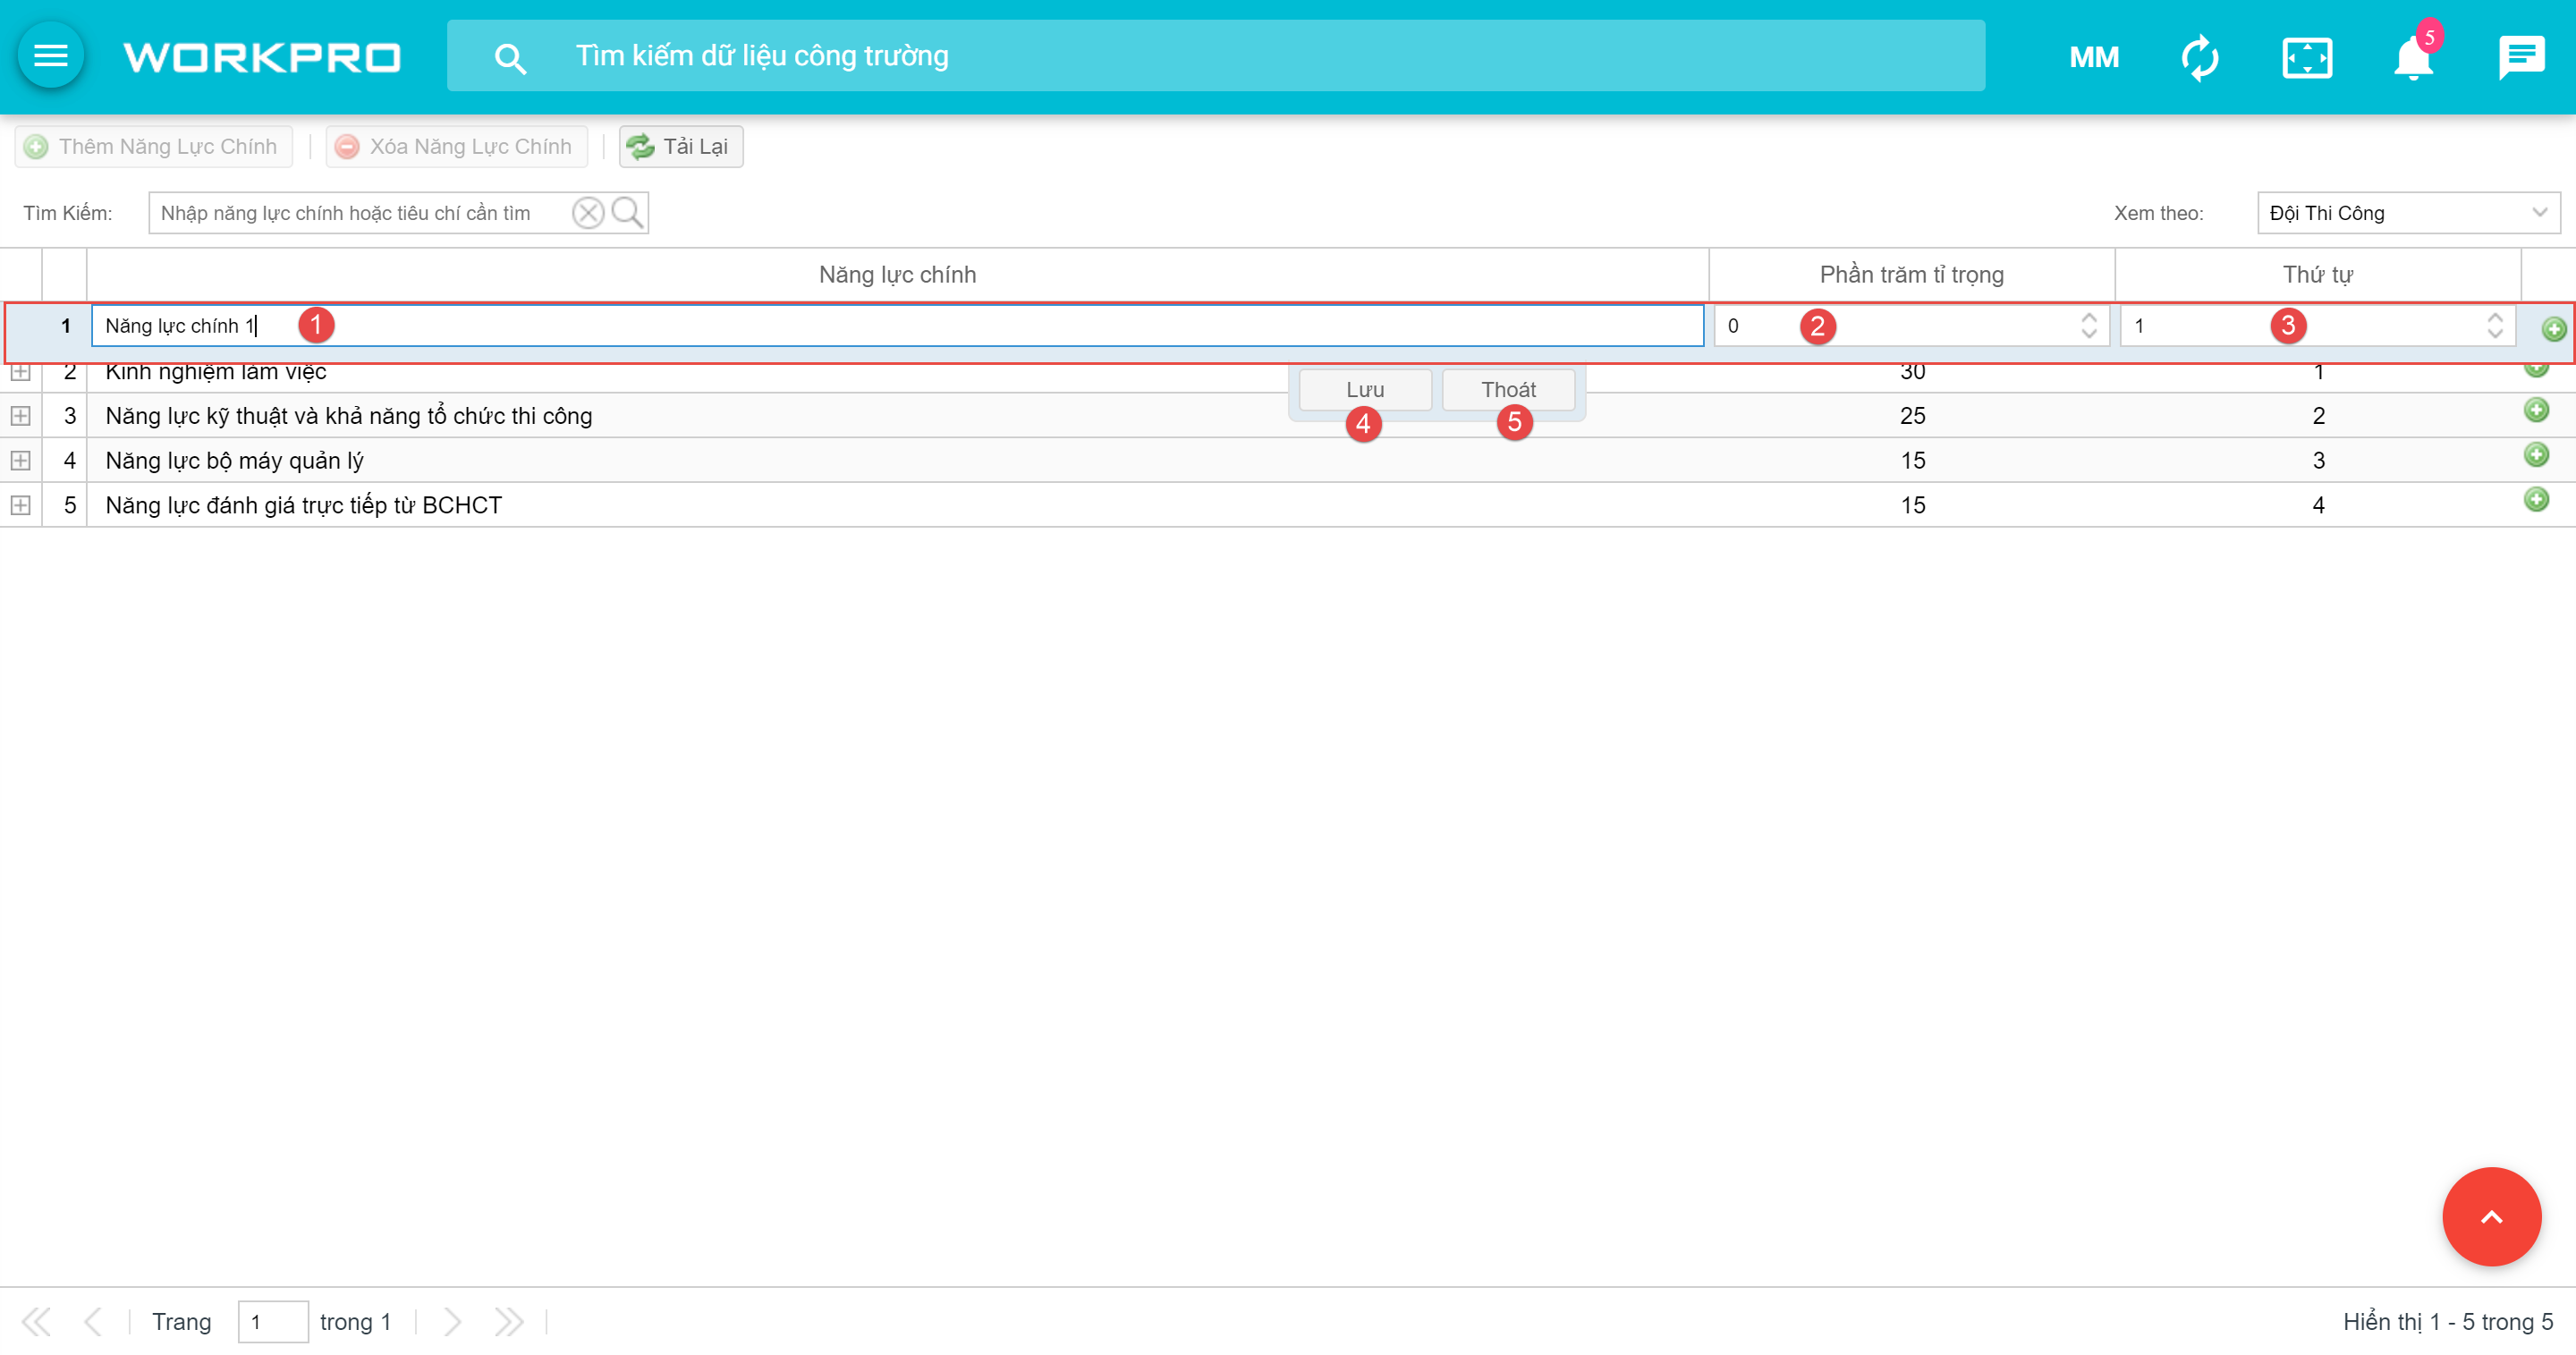 WORKPRO Tìm kiếm dữ liệu công trường MM 5
Thêm Năng Lực Chính Xóa Năng Lực Chính Tải Lại
Tìm Kiếm: Nhập năng lực chính hoặc tiêu chí cần tìm Xem theo: Đội Thi Công
Năng lực chính Phần trăm tỉ trọng Thứ tự
1 Năng lực chính 1 1 0 2 1 3
2 Kinh nghiệm làm việc 30 1
Lưu Thoát
4 5
3 Năng lực kỹ thuật và khả năng tổ chức thi công 25 2
4 Năng lực bộ máy quản lý 15 3
5 Năng lực đánh giá trực tiếp từ BCHCT 15 4
Trang 1 trong 1 Hiển thị 1 - 5 trong 5